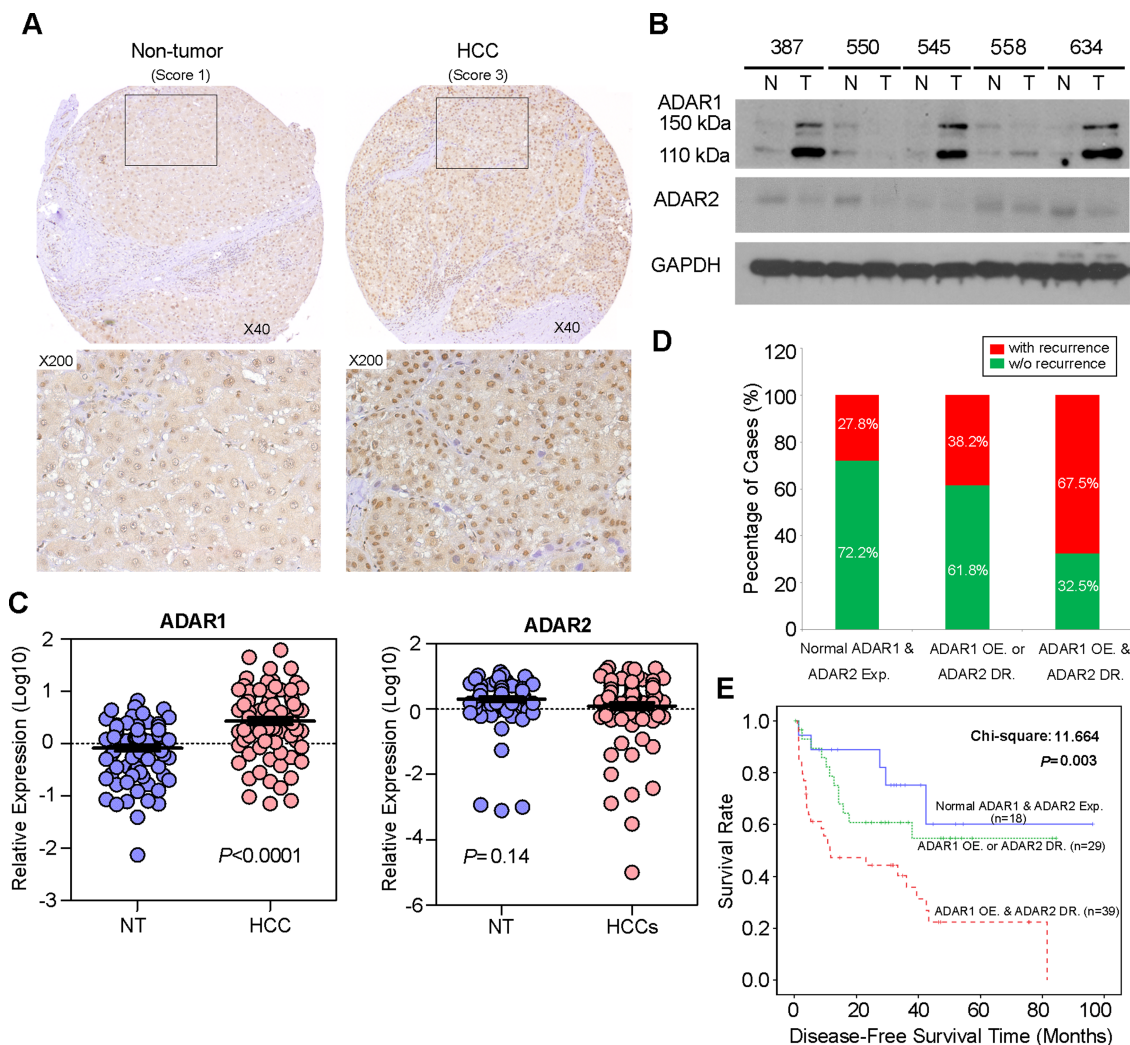 A
Non-tumor
(Score 1)
HCC
(Score 3)
X40
X40
X200
X200
B
387 550 545 558 634
N T N T N T N T N T
ADAR1
150 kDa
110 kDa
ADAR2
GAPDH
C
ADAR1
Relative Expression (Log10)
2
1
0
-1
-2
-3
P<0.0001
NT HCC
ADAR2
Relative Expression (Log10)
2
0
-2
-4
-6
P=0.14
NT HCCs
D
with recurrence
w/o recurrence
Pecentage of Cases (%)
120
100
80
60
40
20
0
27.8%
72.2%
38.2%
61.8%
67.5%
32.5%
Normal ADAR1 &
ADAR2 Exp.
ADAR1 OE. or
ADAR2 DR.
ADAR1 OE. &
ADAR2 DR.
E
Survival Rate
1.0
0.8
0.6
0.4
0.2
0.0
Chi-square: 11.664
P=0.003
Normal ADAR1 & ADAR2 Exp.
(n=18)
ADAR1 OE. or ADAR2 DR. (n=29)
ADAR1 OE. & ADAR2 DR. (n=39)
0 20 40 60 80 100
Disease-Free Survival Time (Months)